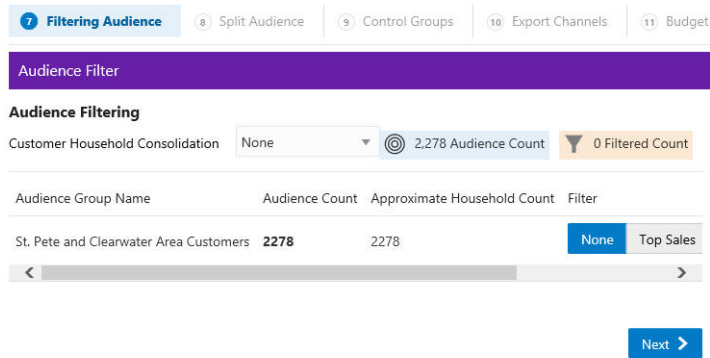 7 Filtering Audience 8 Split Audience 9 Control Groups 10 Export Channels 11 Budget
Audience Filter
Audience Filtering
Customer Household Consolidation None 2,278 Audience Count 0 Filtered Count
Audience Group Name Audience Count Approximate Household Count Filter
St. Pete and Clearwater Area Customers 2278 2278 None Top Sales
Next